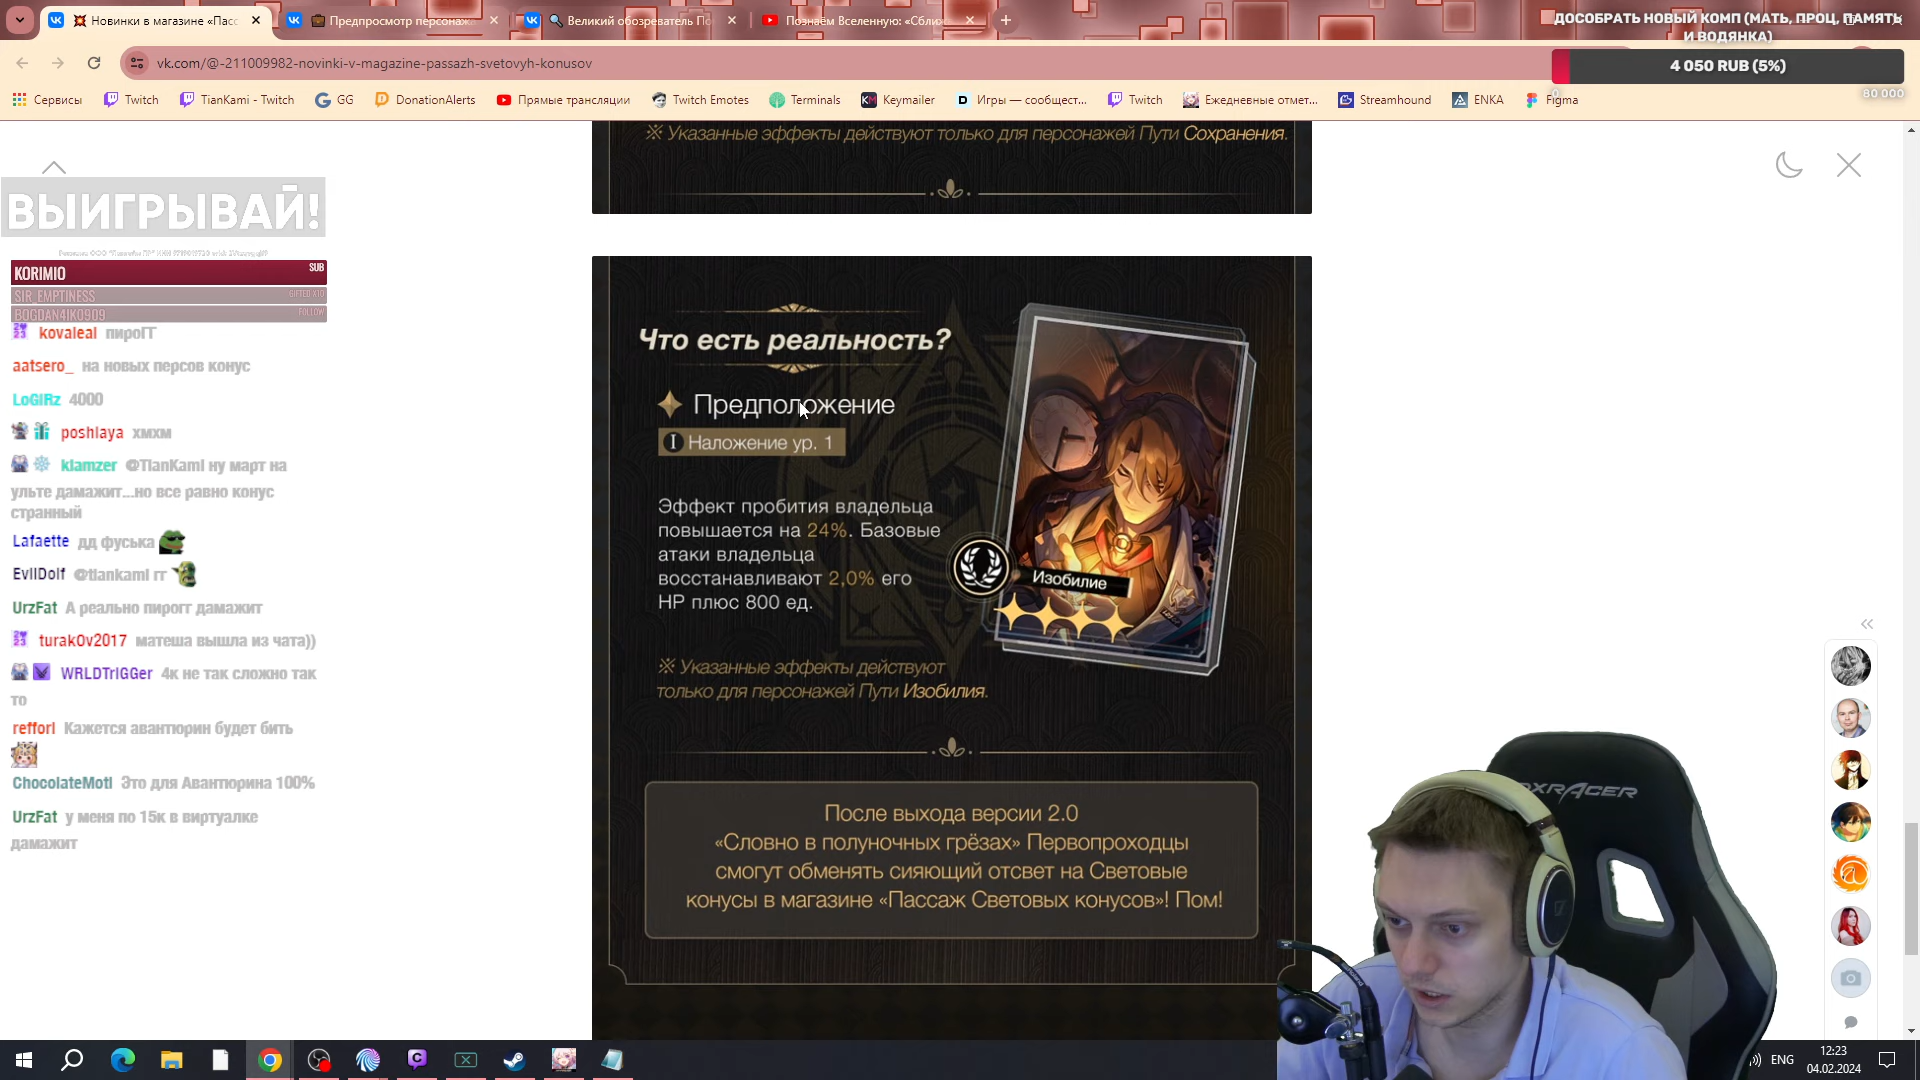 Новинки в магазине «Пасс
Предпросмотр персонаж
Великий обозреватель По
Познаём Вселенную: «Сближ
ДОСОБРАТЬ НОВЫЙ КОМП (МАТЬ, ПРОЦ, ПАМЯТЬ
И ВОДЯНКА)
vk.com/@-211009982-novinki-v-magazine-passazh-svetovyh-konusov
4 050 RUB (5%)
0
80 000
Сервисы
Twitch
TianKami - Twitch
GG
DonationAlerts
Прямые трансляции
Twitch Emotes
Terminals
Keymailer
Игры — сообщест...
Twitch
Ежедневные отмет...
Streamhound
ENKA
Figma
※ Указанные эффекты действуют только для персонажей Пути Сохранения.
ВЫИГРЫВАЙ!
KORIMIO SUB
SIR_EMPTINESS GIFTED X10
BOGDAN4IK0909 FOLLOW
kovaleal пироГГ
aatsero_ на новых персов конус
LoGIRz 4000
poshlaya хмхм
klamzer @TianKami ну март на
ульте дамажит...но все равно конус
странный
Lafaette дд фуська
EvilDolf @tiankami гг
UrzFat А реально пирогг дамажит
turak0v2017 матеша вышла из чата))
WRLDTrIGGer 4к не так сложно так
то
refforl Кажется авантюрин будет бить
ChocolateMoti Это для Авантюрина 100%
UrzFat у меня по 15к в виртуалке
дамажит
Что есть реальность?
Предположение
I Наложение ур. 1
Эффект пробития владельца
повышается на 24%. Базовые
атаки владельца
восстанавливают 2,0% его
HP плюс 800 ед.
Изобилие
※ Указанные эффекты действуют
только для персонажей Пути Изобилия.
После выхода версии 2.0
«Словно в полуночных грёзах» Первопроходцы
смогут обменять сияющий отсвет на Световые
конусы в магазине «Пассаж Световых конусов»! Пом!
DXRACER
ENG
12:23
04.02.2024